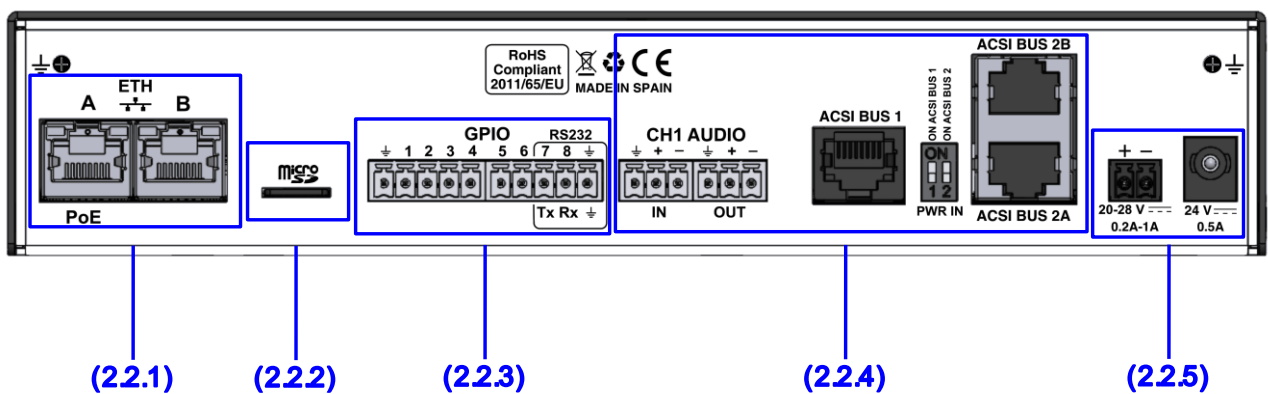 RoHS
Compliant
2011/65/EU
CE
MADE IN SPAIN
ETH
A B
PoE
micro
SD
GPIO RS232
1 2 3 4 5 6 7 8
Tx Rx
CH1 AUDIO
+ − + −
IN OUT
ACSI BUS 1
ON ACSI BUS 1
ON ACSI BUS 2
ON
1 2
PWR IN
ACSI BUS 2B
ACSI BUS 2A
+ −
20-28 V
0.2A-1A
24 V
0.5A
(2.2.1) (2.2.2) (2.2.3) (2.2.4) (2.2.5)